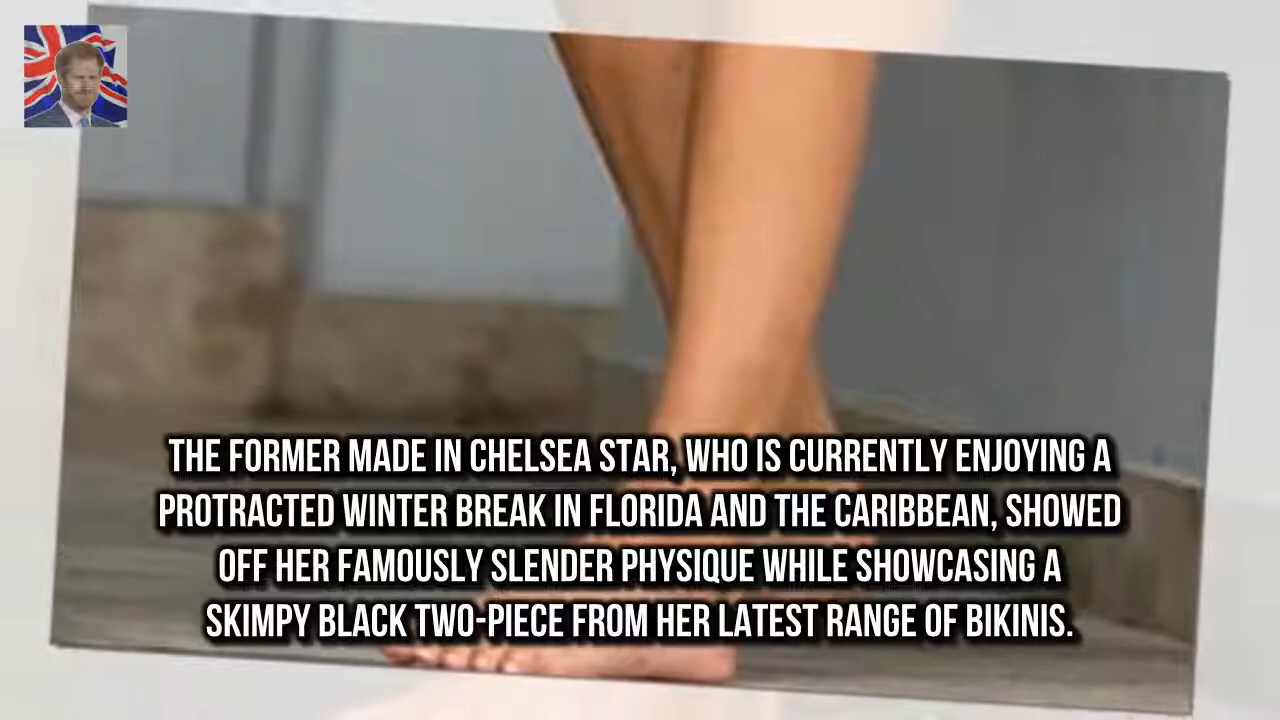 THE FORMER MADE IN CHELSEA STAR, WHO IS CURRENTLY ENJOYING A
PROTRACTED WINTER BREAK IN FLORIDA AND THE CARIBBEAN, SHOWED
OFF HER FAMOUSLY SLENDER PHYSIQUE WHILE SHOWCASING A
SKIMPY BLACK TWO-PIECE FROM HER LATEST RANGE OF BIKINIS.